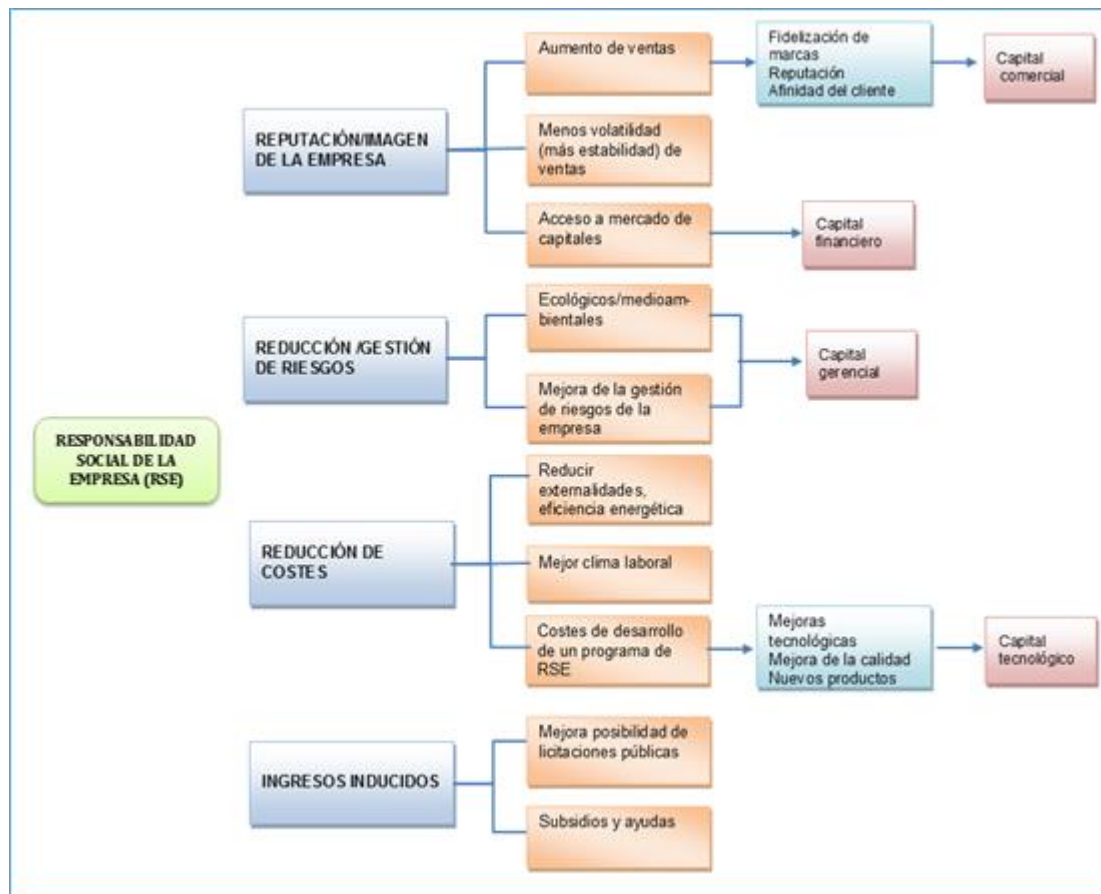 Aumento de ventas
Fidelización de
marcas
Reputación
Afinidad del cliente
Capital
comercial
REPUTACIÓN/IMAGEN
DE LA EMPRESA
Menos volatilidad
(más estabilidad) de
ventas
Acceso a mercado de
capitales
Capital
financiero
REDUCCIÓN /GESTIÓN
DE RIESGOS
Ecológicos/medioam-
bientales
Mejora de la gestión
de riesgos de la
empresa
Capital
gerencial
RESPONSABILIDAD
SOCIAL DE LA
EMPRESA (RSE)
REDUCCIÓN DE
COSTES
Reducir
externalidades,
eficiencia energética
Mejor clima laboral
Costes de desarrollo
de un programa de
RSE
Mejoras
tecnológicas
Mejora de la calidad
Nuevos productos
Capital
tecnológico
INGRESOS INDUCIDOS
Mejora posibilidad de
licitaciones públicas
Subsidios y ayudas